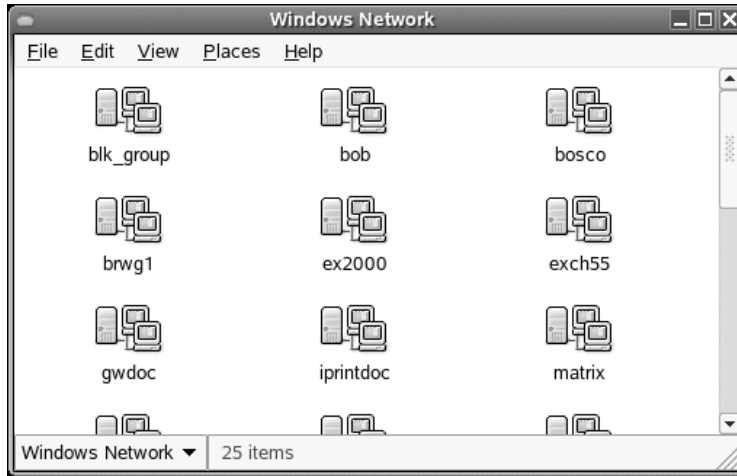 Windows Network
File Edit View Places Help
blk_group bob bosco
brwg1 ex2000 exch55
gwdoc iprintdoc matrix
Windows Network 25 items